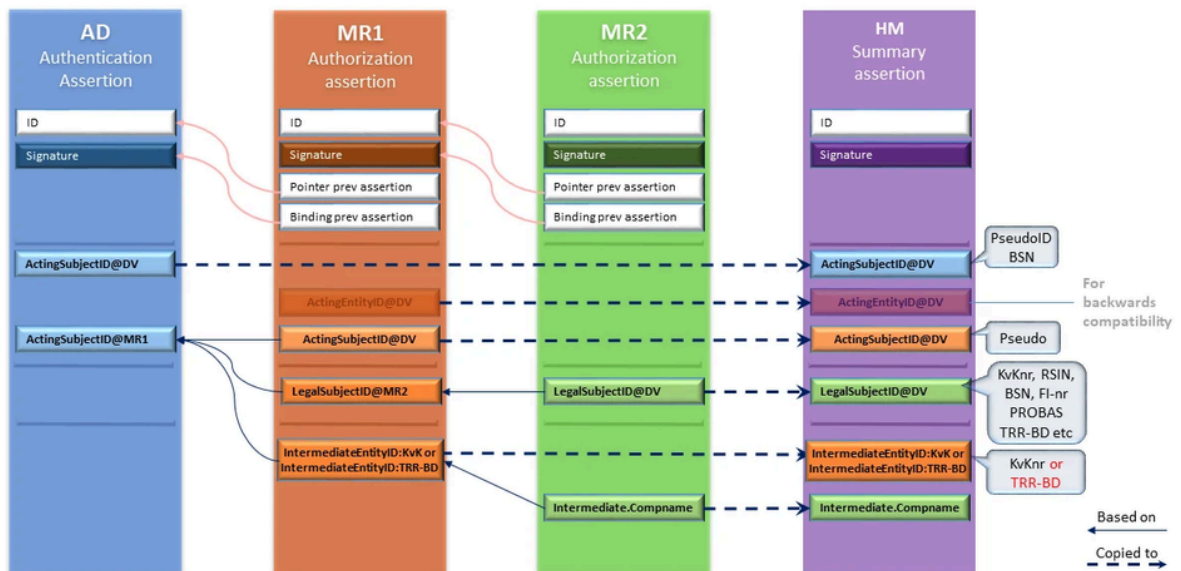 AD
Authentication
Assertion
ID
Signature
ActingSubjectID@DV
ActingSubjectID@MR1
MR1
Authorization
assertion
ID
Signature
Pointer prev assertion
Binding prev assertion
ActingEntityID@DV
ActingSubjectID@DV
LegalSubjectID@MR2
IntermediateEntityID:KvK or
IntermediateEntityID:TRR-BD
MR2
Authorization
assertion
ID
Signature
Pointer prev assertion
Binding prev assertion
LegalSubjectID@DV
Intermediate.Compname
HM
Summary
assertion
ID
Signature
ActingSubjectID@DV
ActingEntityID@DV
ActingSubjectID@DV
LegalSubjectID@DV
IntermediateEntityID:KvK or
IntermediateEntityID:TRR-BD
Intermediate.Compname
PseudoID
BSN
For
backwards
compatibility
Pseudo
KvKnr, RSIN,
BSN, FI-nr
PROBAS
TRR-BD etc
KvKnr or
TRR-BD
Based on
Copied to